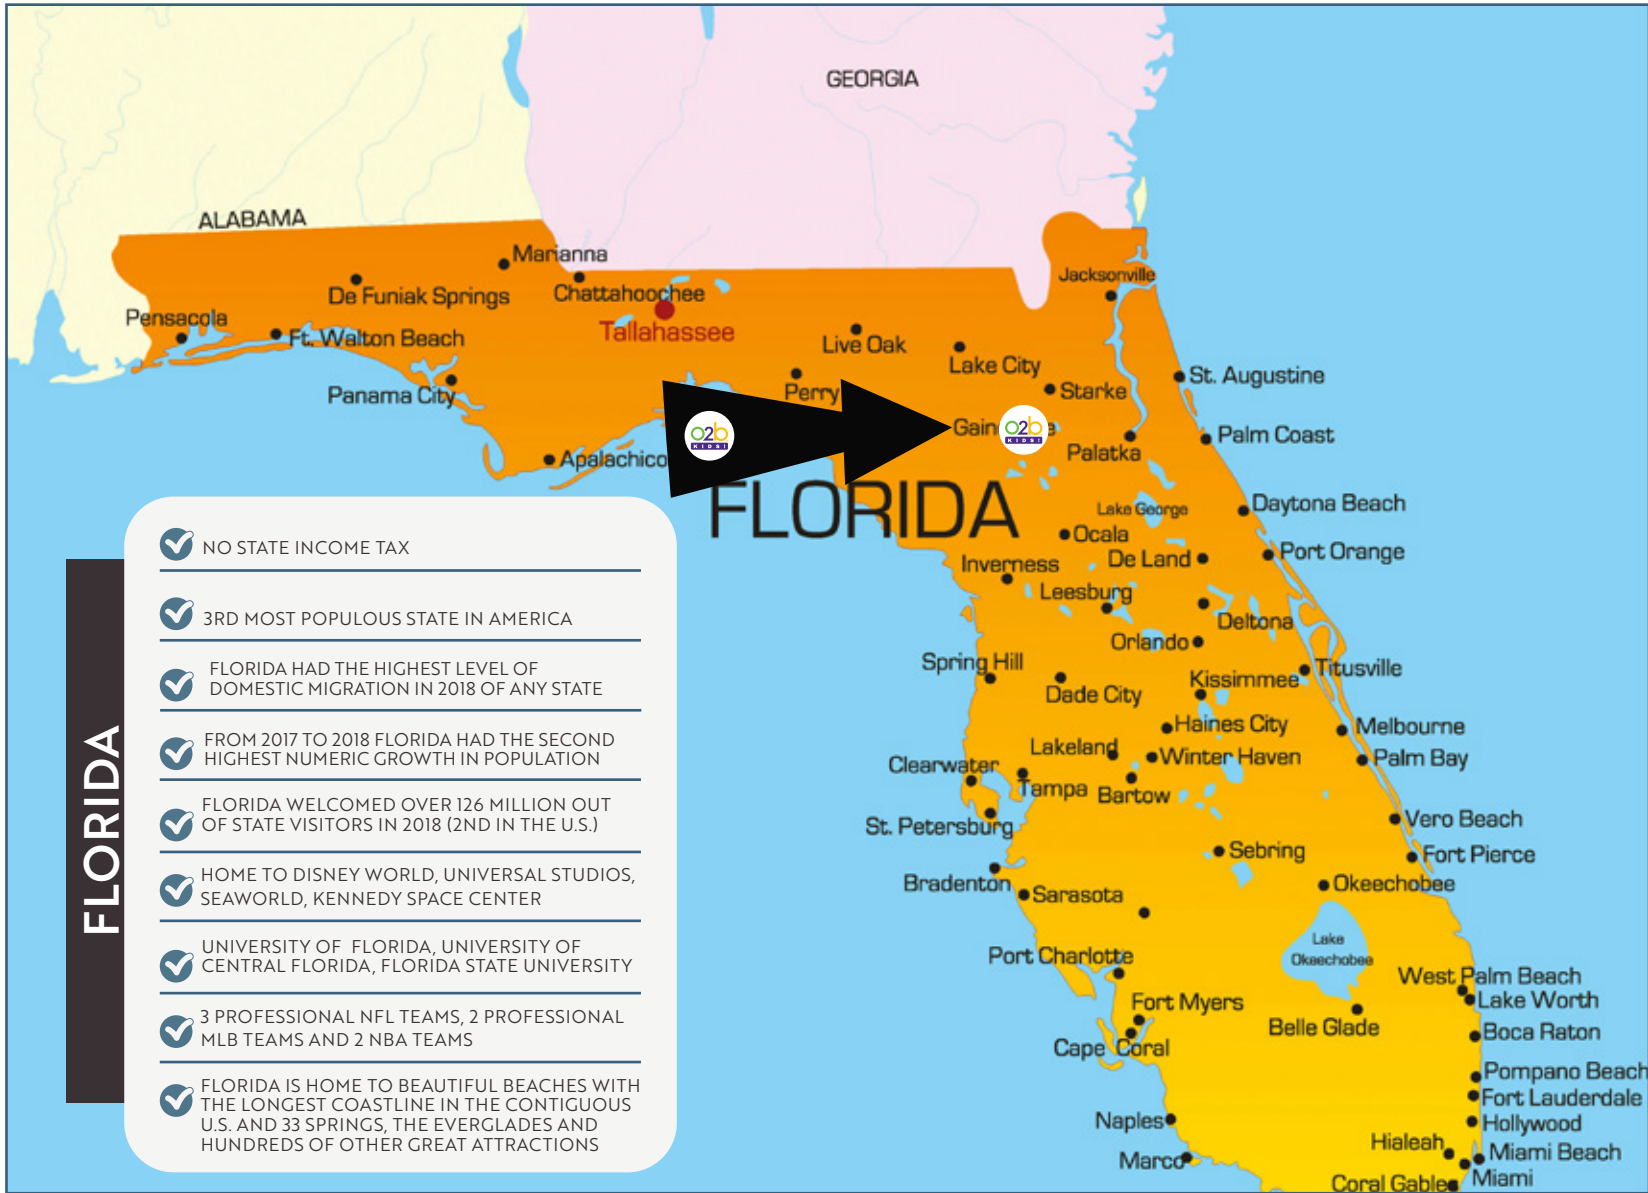 GEORGIA
ALABAMA
Marianna
De Funiak Springs
Chattahoochee
Jacksonville
Pensacola
Ft. Walton Beach
Tallahassee
Live Oak
Lake City
Panama City
Perry
Starke
St. Augustine
o2b
KIDS!
o2b
KIDS!
Palm Coast
Palatka
Apalachico
FLORIDA
Lake George
Daytona Beach
Ocala
Port Orange
Inverness
De Land
Leesburg
Deltona
Orlando
Spring Hill
Titusville
Kissimmee
Dade City
Haines City
Melbourne
Lakeland
Winter Haven
Palm Bay
Clearwater
Tampa
Bartow
St. Petersburg
Vero Beach
Sebring
Fort Pierce
Bradenton
Okeechobee
Sarasota
Lake
Okeechobee
Port Charlotte
West Palm Beach
Fort Myers
Lake Worth
Belle Glade
Boca Raton
Cape Coral
Pompano Beach
Fort Lauderdale
Naples
Hollywood
Hialeah
Miami Beach
Marco
Miami
Coral Gables
FLORIDA
NO STATE INCOME TAX
3RD MOST POPULOUS STATE IN AMERICA
FLORIDA HAD THE HIGHEST LEVEL OF
DOMESTIC MIGRATION IN 2018 OF ANY STATE
FROM 2017 TO 2018 FLORIDA HAD THE SECOND
HIGHEST NUMERIC GROWTH IN POPULATION
FLORIDA WELCOMED OVER 126 MILLION OUT
OF STATE VISITORS IN 2018 (2ND IN THE U.S.)
HOME TO DISNEY WORLD, UNIVERSAL STUDIOS,
SEAWORLD, KENNEDY SPACE CENTER
UNIVERSITY OF FLORIDA, UNIVERSITY OF
CENTRAL FLORIDA, FLORIDA STATE UNIVERSITY
3 PROFESSIONAL NFL TEAMS, 2 PROFESSIONAL
MLB TEAMS AND 2 NBA TEAMS
FLORIDA IS HOME TO BEAUTIFUL BEACHES WITH
THE LONGEST COASTLINE IN THE CONTIGUOUS
U.S. AND 33 SPRINGS, THE EVERGLADES AND
HUNDREDS OF OTHER GREAT ATTRACTIONS